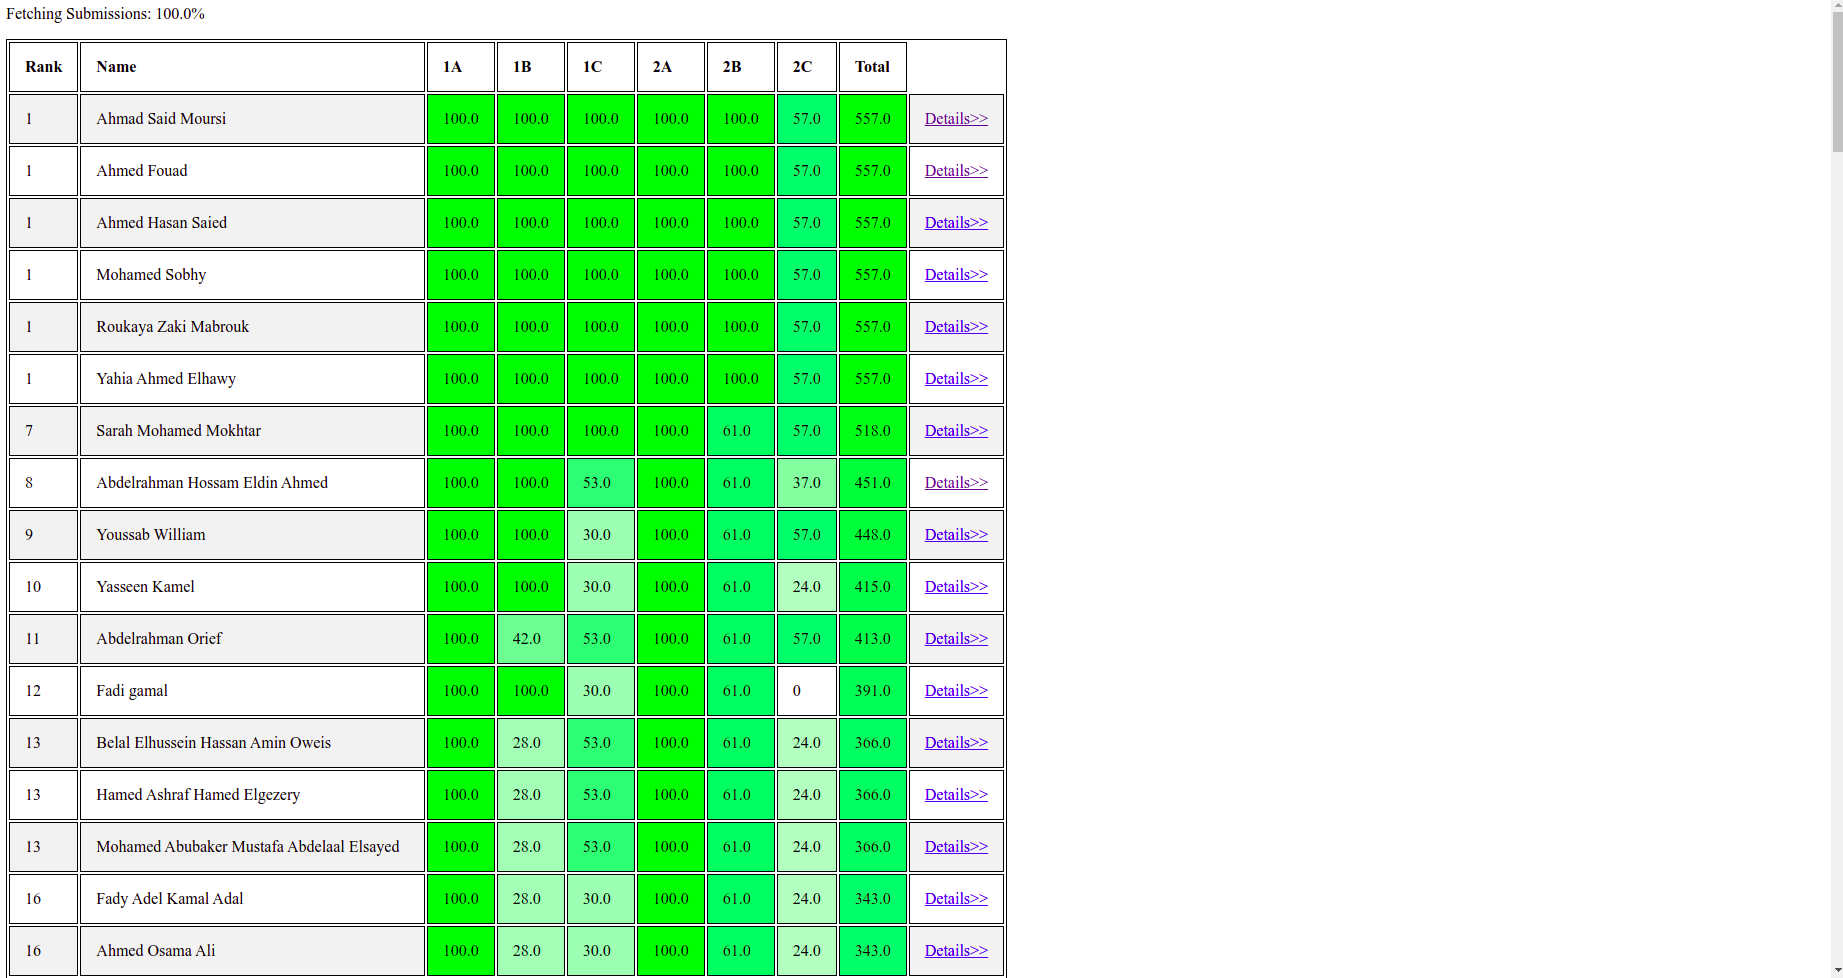 Fetching Submissions: 100.0%
Rank Name 1A 1B 1C 2A 2B 2C Total
1 Ahmad Said Moursi 100.0 100.0 100.0 100.0 100.0 57.0 557.0 Details>>
1 Ahmed Fouad 100.0 100.0 100.0 100.0 100.0 57.0 557.0 Details>>
1 Ahmed Hasan Saied 100.0 100.0 100.0 100.0 100.0 57.0 557.0 Details>>
1 Mohamed Sobhy 100.0 100.0 100.0 100.0 100.0 57.0 557.0 Details>>
1 Roukaya Zaki Mabrouk 100.0 100.0 100.0 100.0 100.0 57.0 557.0 Details>>
1 Yahia Ahmed Elhawy 100.0 100.0 100.0 100.0 100.0 57.0 557.0 Details>>
7 Sarah Mohamed Mokhtar 100.0 100.0 100.0 100.0 61.0 57.0 518.0 Details>>
8 Abdelrahman Hossam Eldin Ahmed 100.0 100.0 53.0 100.0 61.0 37.0 451.0 Details>>
9 Youssab William 100.0 100.0 30.0 100.0 61.0 57.0 448.0 Details>>
10 Yasseen Kamel 100.0 100.0 30.0 100.0 61.0 24.0 415.0 Details>>
11 Abdelrahman Orief 100.0 42.0 53.0 100.0 61.0 57.0 413.0 Details>>
12 Fadi gamal 100.0 100.0 30.0 100.0 61.0 0 391.0 Details>>
13 Belal Elhussein Hassan Amin Oweis 100.0 28.0 53.0 100.0 61.0 24.0 366.0 Details>>
13 Hamed Ashraf Hamed Elgezery 100.0 28.0 53.0 100.0 61.0 24.0 366.0 Details>>
13 Mohamed Abubaker Mustafa Abdelaal Elsayed 100.0 28.0 53.0 100.0 61.0 24.0 366.0 Details>>
16 Fady Adel Kamal Adal 100.0 28.0 30.0 100.0 61.0 24.0 343.0 Details>>
16 Ahmed Osama Ali 100.0 28.0 30.0 100.0 61.0 24.0 343.0 Details>>